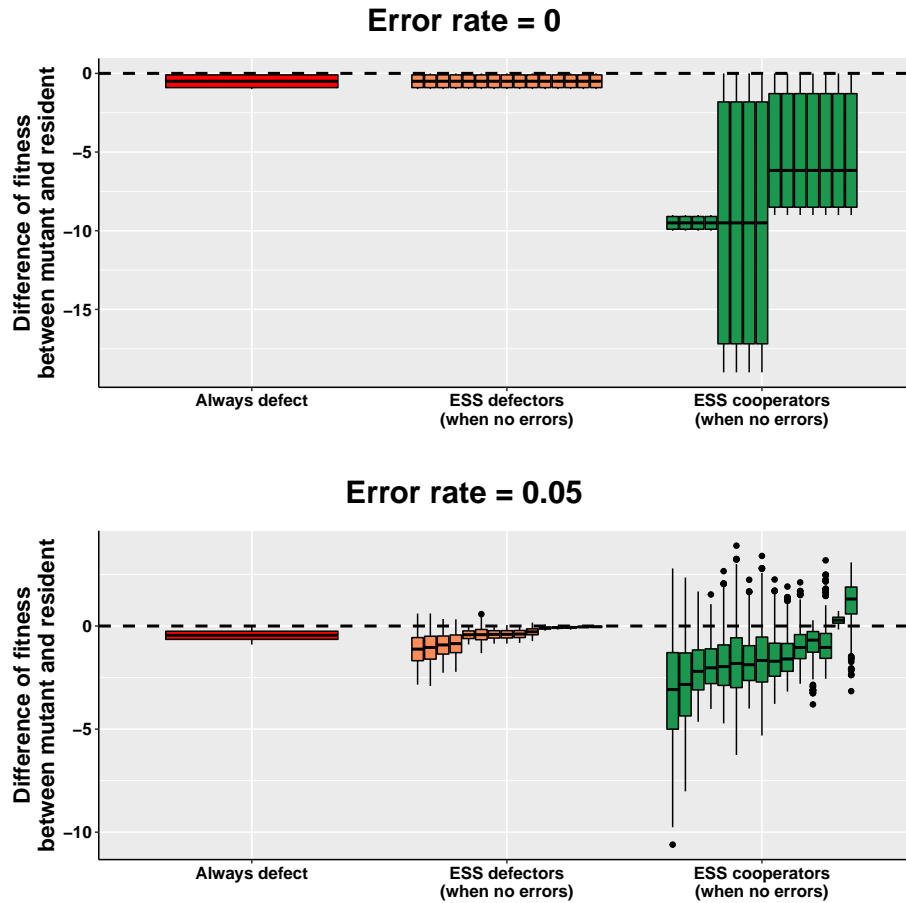 Error rate = 0
Difference of fitness
between mutant and resident
0
−5
−10
−15
Always defect
ESS defectors
(when no errors)
ESS cooperators
(when no errors)
Error rate = 0.05
Difference of fitness
between mutant and resident
0
−5
−10
Always defect
ESS defectors
(when no errors)
ESS cooperators
(when no errors)